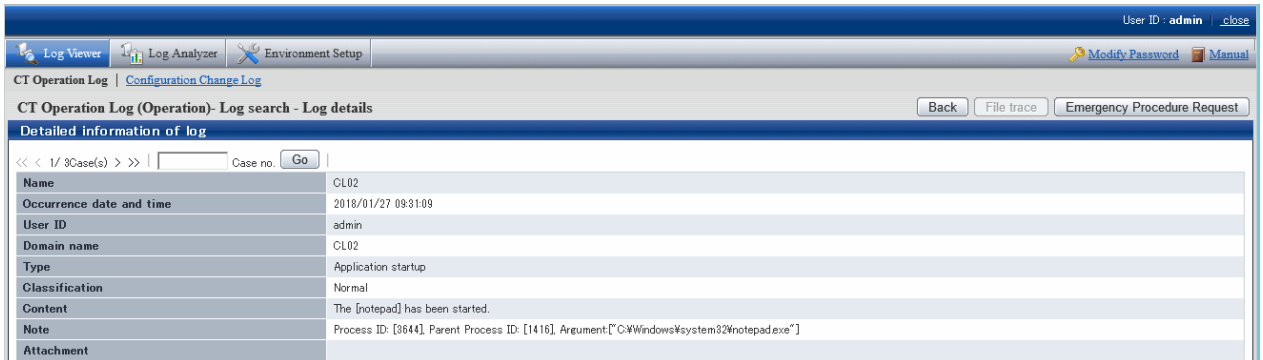 User ID : admin | close
Log Viewer Log Analyzer Environment Setup Modify Password Manual
CT Operation Log | Configuration Change Log
CT Operation Log (Operation)- Log search - Log details Back File trace Emergency Procedure Request
Detailed information of log
<< < 1/ 3Case(s) > >> | Case no. Go |
Name CL02
Occurrence date and time 2018/01/27 09:31:09
User ID admin
Domain name CL02
Type Application startup
Classification Normal
Content The [notepad] has been started.
Note Process ID: [3644], Parent Process ID: [1416], Argument:["C:¥Windows¥system32¥notepad.exe"]
Attachment